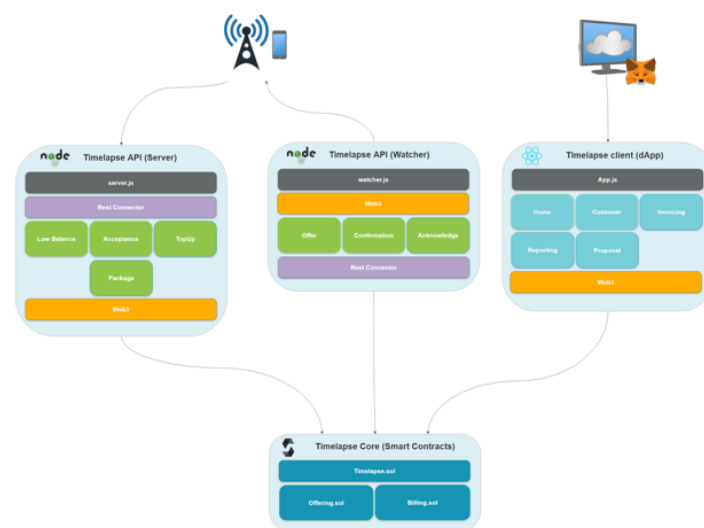 node
Timelapse API (Server)
server.js
Rest Connector
Low Balance
Acceptance
TopUp
Package
Web3
node
Timelapse API (Watcher)
watcher.js
Web3
Offer
Confirmation
Acknowledge
Rest Connector
Timelapse client (dApp)
App.js
Home
Customer
Invoicing
Reporting
Proposal
Web3
Timelapse Core (Smart Contracts)
Timelapse.sol
Offering.sol
Billing.sol